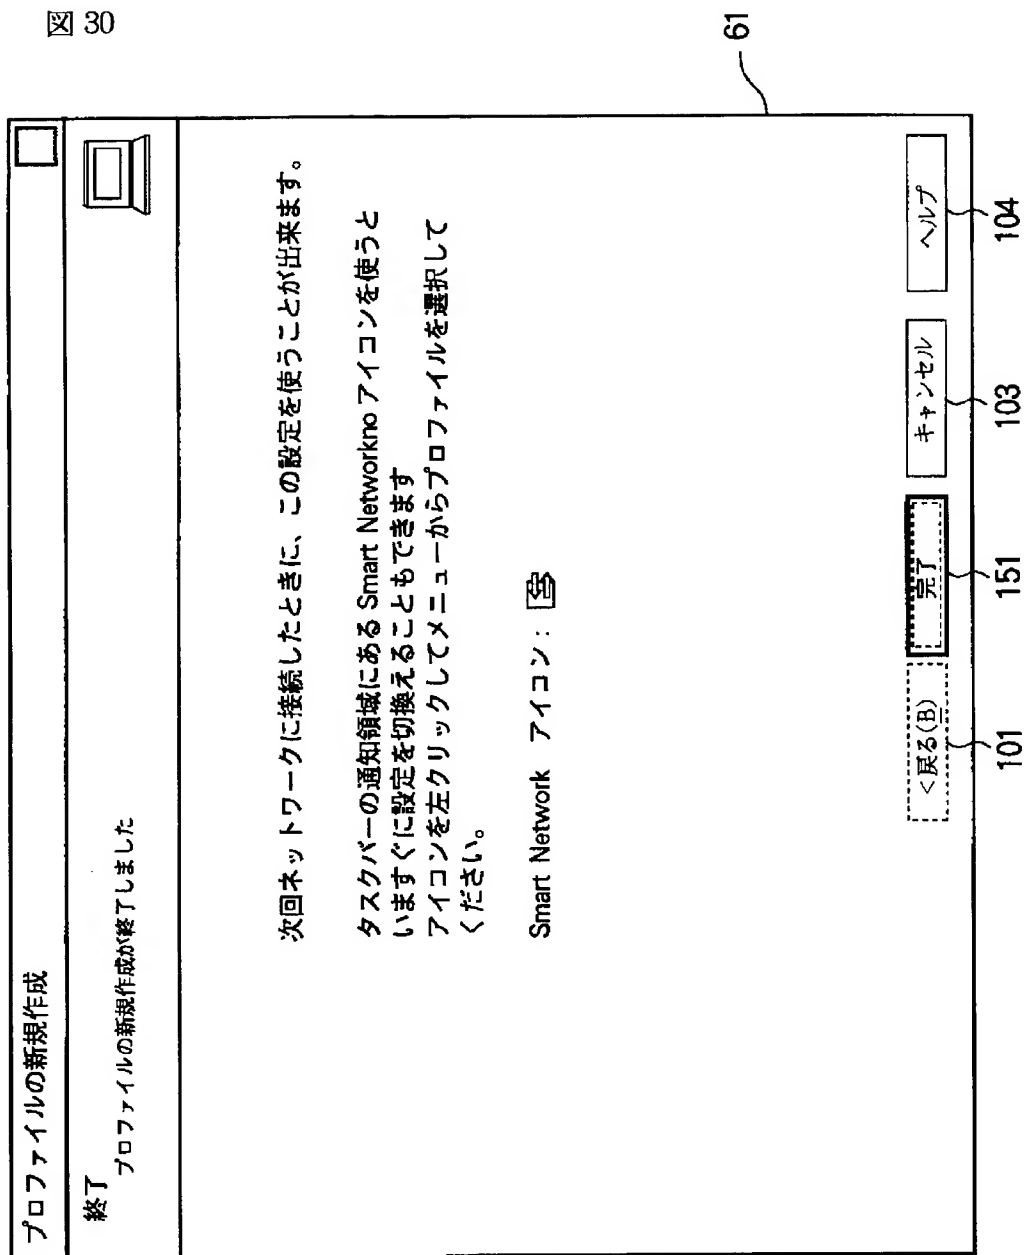 図 30
61
プロファイルの新規作成
終了
プロファイルの新規作成が終了しました
次回ネットワークに接続したときに、この設定を使うことが出来ます。
タスクバーの通知領域にある Smart Networkno アイコンを使うと
いますぐに設定を切換えることもできます
アイコンを左クリックしてメニューからプロファイルを選択して
ください。
Smart Network アイコン:
<戻る(B) 完了 キャンセル ヘルプ
101 151 103 104